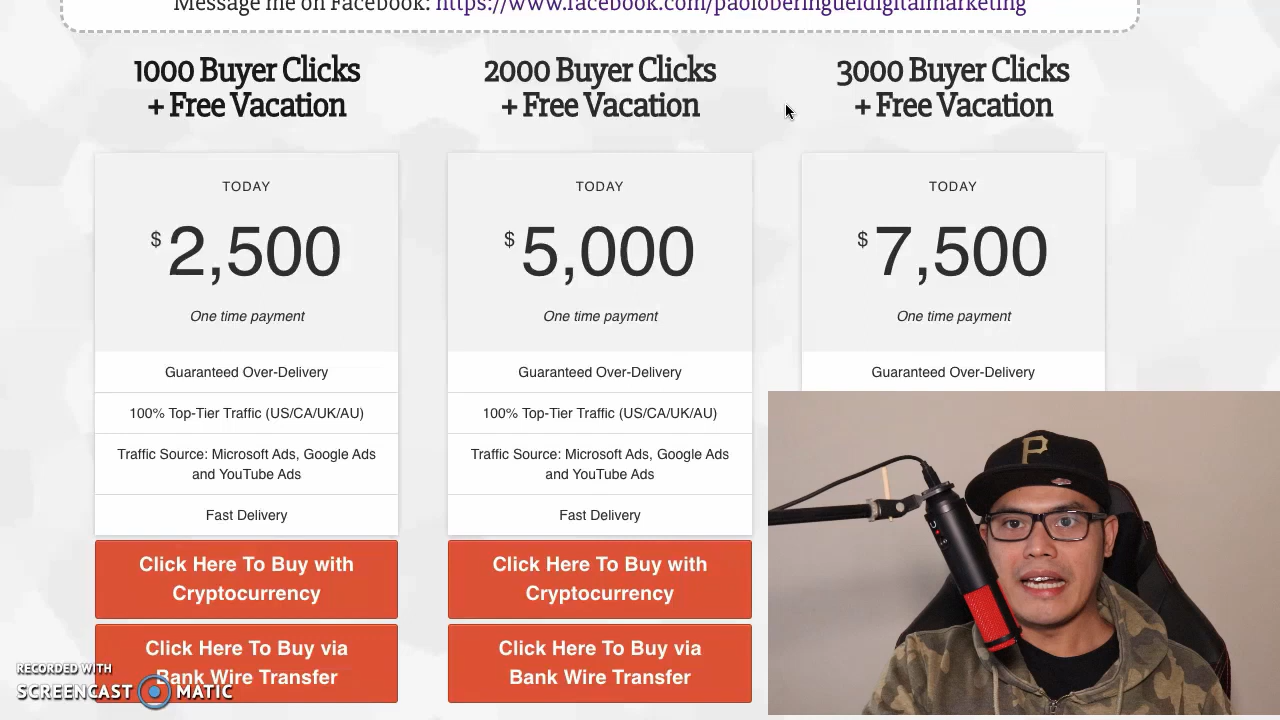 Message me on Facebook: https://www.facebook.com/paoloberingueldigitalmarketing
1000 Buyer Clicks
+ Free Vacation
TODAY
$2,500
One time payment
Guaranteed Over-Delivery
100% Top-Tier Traffic (US/CA/UK/AU)
Traffic Source: Microsoft Ads, Google Ads
and YouTube Ads
Fast Delivery
Click Here To Buy with
Cryptocurrency
Click Here To Buy via
Bank Wire Transfer
2000 Buyer Clicks
+ Free Vacation
TODAY
$5,000
One time payment
Guaranteed Over-Delivery
100% Top-Tier Traffic (US/CA/UK/AU)
Traffic Source: Microsoft Ads, Google Ads
and YouTube Ads
Fast Delivery
Click Here To Buy with
Cryptocurrency
Click Here To Buy via
Bank Wire Transfer
3000 Buyer Clicks
+ Free Vacation
TODAY
$7,500
One time payment
Guaranteed Over-Delivery
P
RECORDED WITH
SCREENCAST MATIC